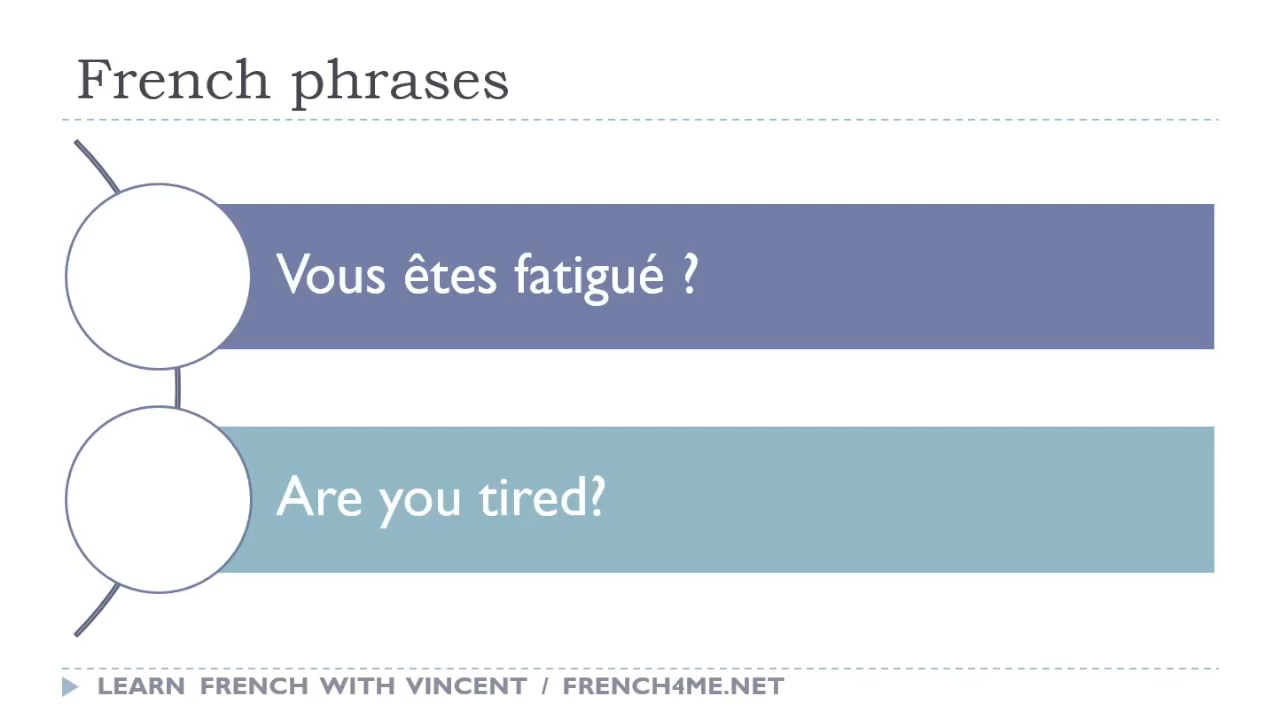 French phrases
Vous êtes fatigué ?
Are you tired?
LEARN FRENCH WITH VINCENT / FRENCH4ME.NET